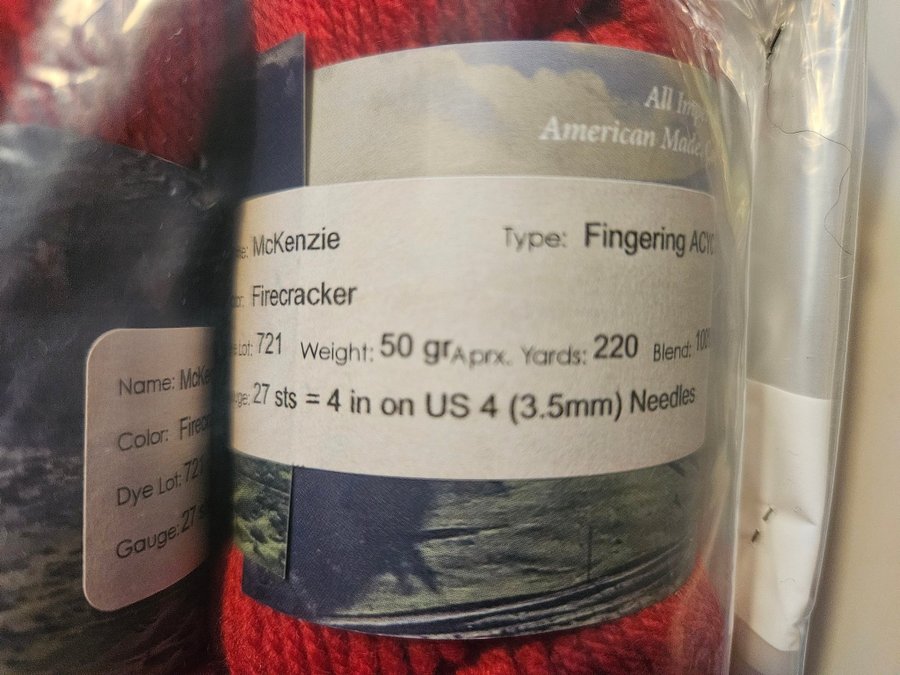 All
American Made,
McKenzie Type: Fingering
Firecracker
Lot: 721 Weight: 50 gr Aprx. Yards: 220 Blend:
27 sts = 4 in on US 4 (3.5mm) Needles
Name:
Color:
Dye Lot: 721
Gauge: 27